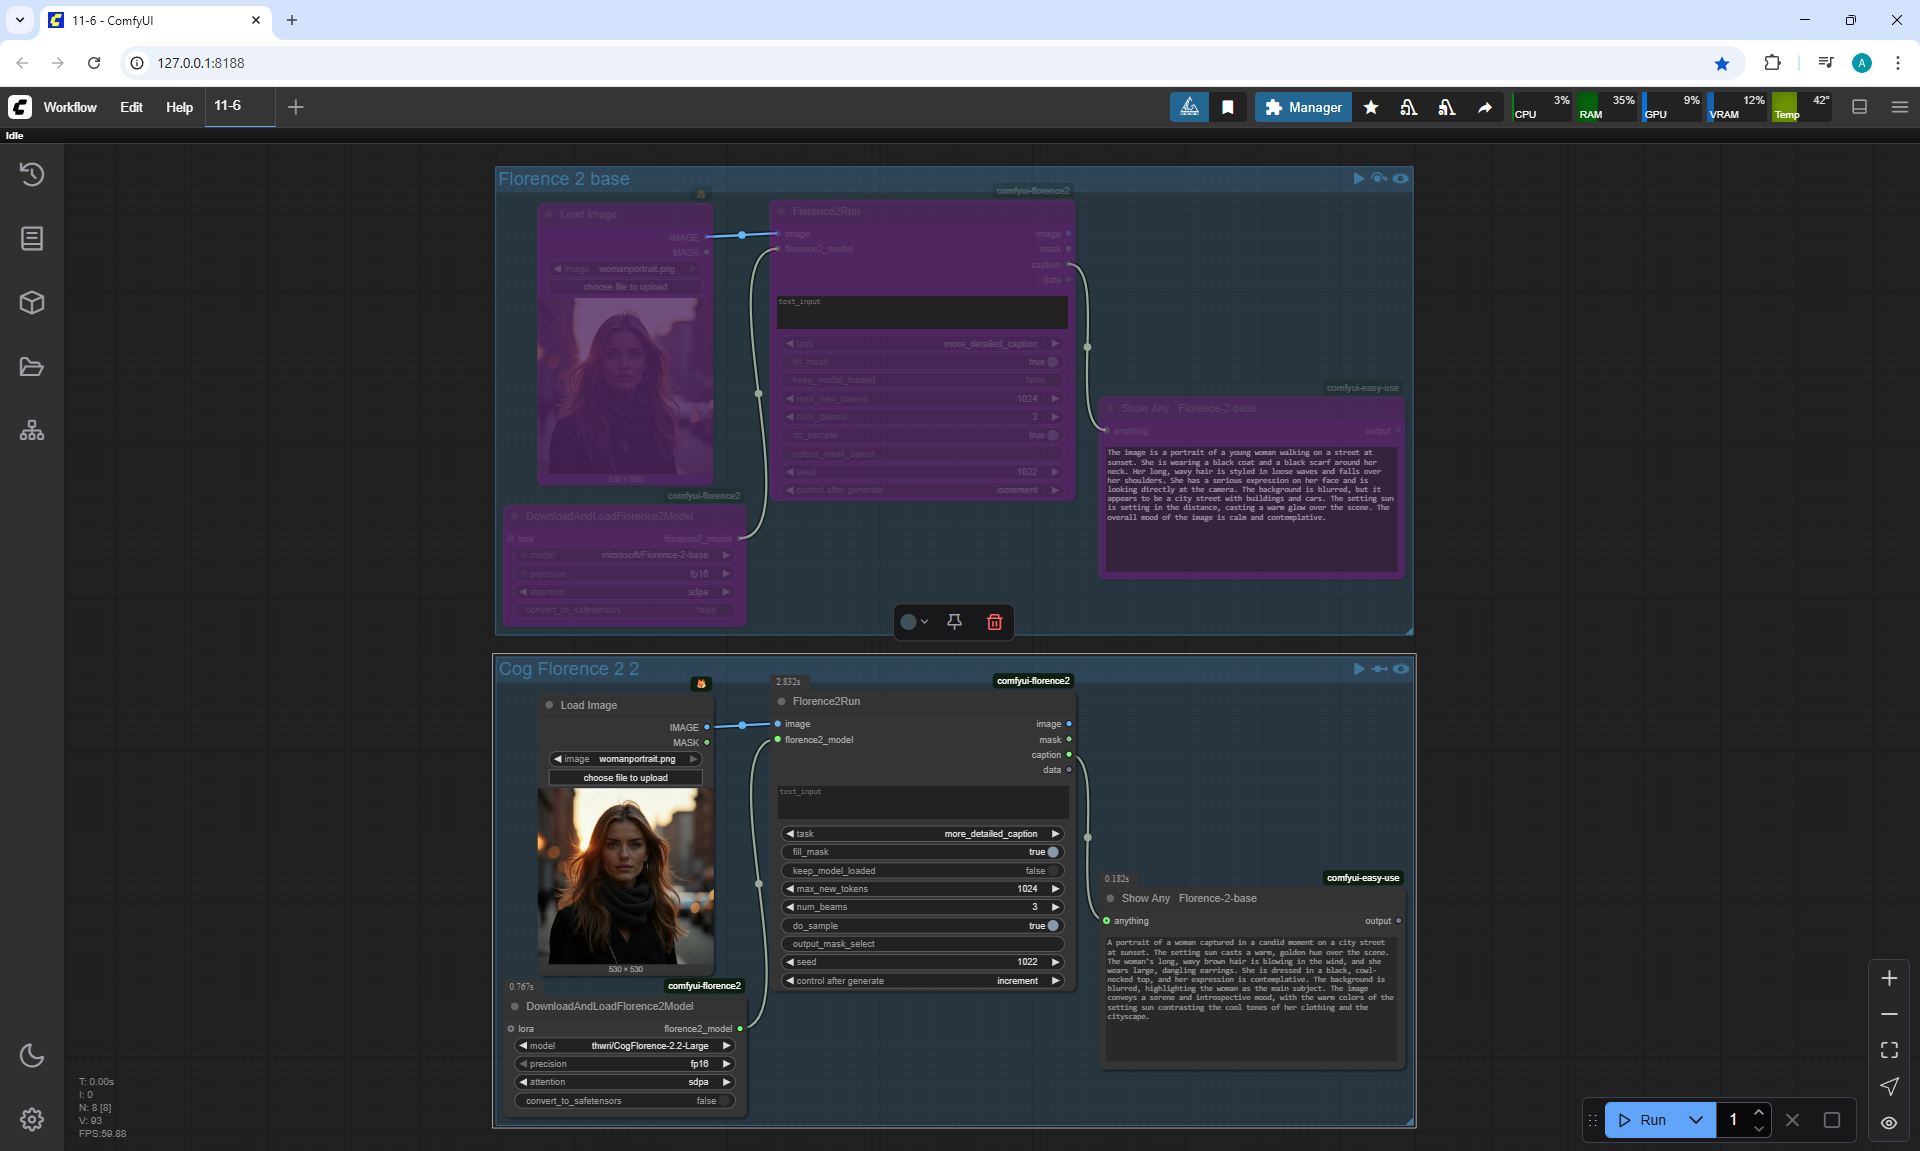 11-6 - ComfyUI
127.0.0.1:8188
A
Workflow
Edit
Help
11-6
Manager
3%
CPU
35%
RAM
9%
GPU
12%
VRAM
42°
Temp
Idle
Florence 2 base
comfyui-florence2
Load Image
IMAGE
MASK
image womanportrait.png
choose file to upload
530 × 530
Florence2Run
image image
florence2_model mask
caption
data
text_input
task more_detailed_caption
fill_mask true
keep_model_loaded false
max_new_tokens 1024
num_beams 3
do_sample true
output_mask_select
seed 1022
control after generate increment
comfyui-florence2
DownloadAndLoadFlorence2Model
lora florence2_model
model microsoft/Florence-2-base
precision fp16
attention sdpa
convert_to_safetensors false
comfyui-easy-use
Show Any Florence-2-base
anything output
The image is a portrait of a young woman walking on a street at
sunset. She is wearing a black coat and a black scarf around her
neck. Her long, wavy hair is styled in loose waves and falls over
her shoulders. She has a serious expression on her face and is
looking directly at the camera. The background is blurred, but it
appears to be a city street with buildings and cars. The setting sun
is setting in the distance, casting a warm glow over the scene. The
overall mood of the image is calm and contemplative.
Cog Florence 2 2
2.832s
comfyui-florence2
Load Image
IMAGE
MASK
image womanportrait.png
choose file to upload
530 × 530
Florence2Run
image image
florence2_model mask
caption
data
text_input
task more_detailed_caption
fill_mask true
keep_model_loaded false
max_new_tokens 1024
num_beams 3
do_sample true
output_mask_select
seed 1022
control after generate increment
0.767s
comfyui-florence2
DownloadAndLoadFlorence2Model
lora florence2_model
model thwri/CogFlorence-2.2-Large
precision fp16
attention sdpa
convert_to_safetensors false
0.182s
comfyui-easy-use
Show Any Florence-2-base
anything output
A portrait of a woman captured in a candid moment on a city street
at sunset. The setting sun casts a warm, golden hue over the scene.
The woman's long, wavy brown hair is blowing in the wind, and she
wears large, dangling earrings. She is dressed in a black, cowl-
necked top, and her expression is contemplative. The background is
blurred, highlighting the woman as the main subject. The image
conveys a serene and introspective mood, with the warm colors of the
setting sun contrasting the cool tones of her clothing and the
cityscape.
T: 0.00s
I: 0
N: 8 [8]
V: 93
FPS:59.88
Run
1